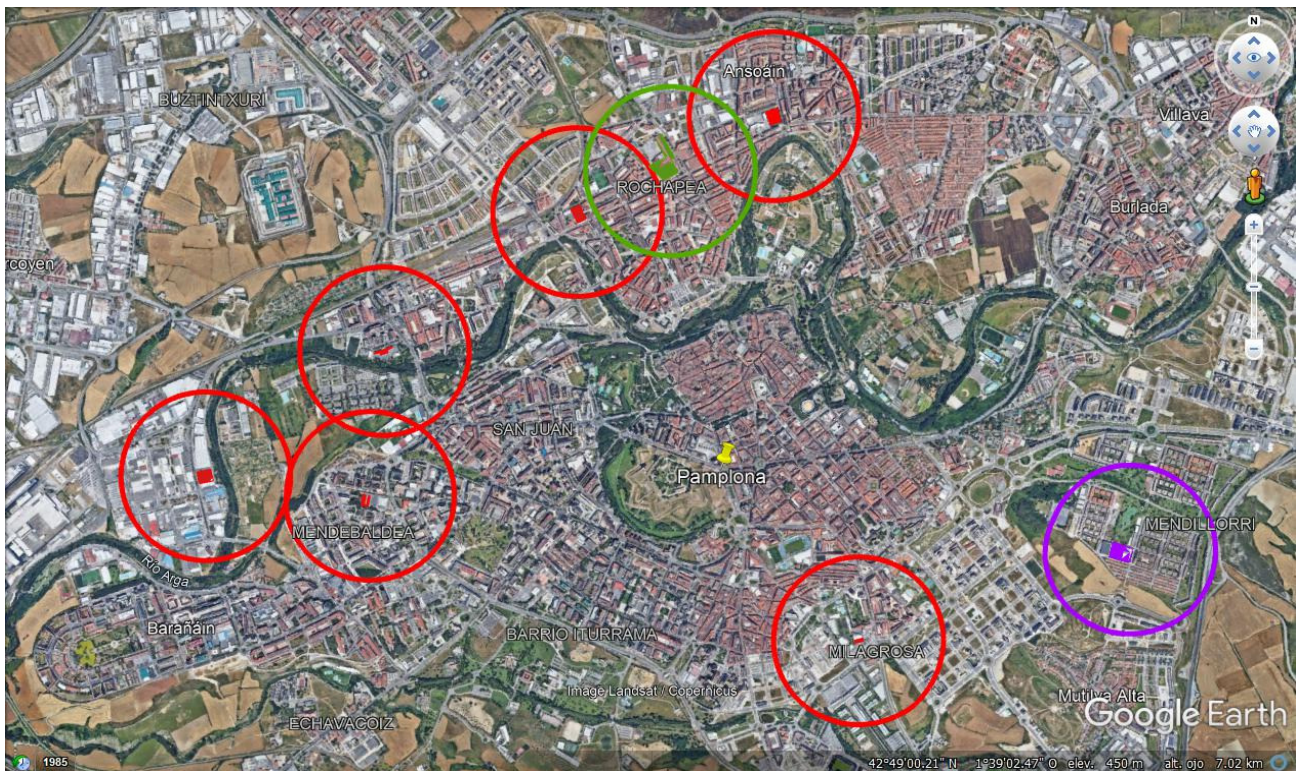 N
Ansoáin
BUZTINTXURI
Villava
ROCHAPEA
Burlada
rcoyen
SAN JUAN
Pamplona
MENDILLORRI
MENDEBALDEA
Río Arga
Barañáin
BARRIO ITURRAMA
MILAGROSA
Image Landsat / Copernicus
Mutilva Alta
ECHAVACOIZ
Google Earth
1985
42°49'00.21" N 1°39'02.47" O elev. 450 m alt. ojo 7.02 km